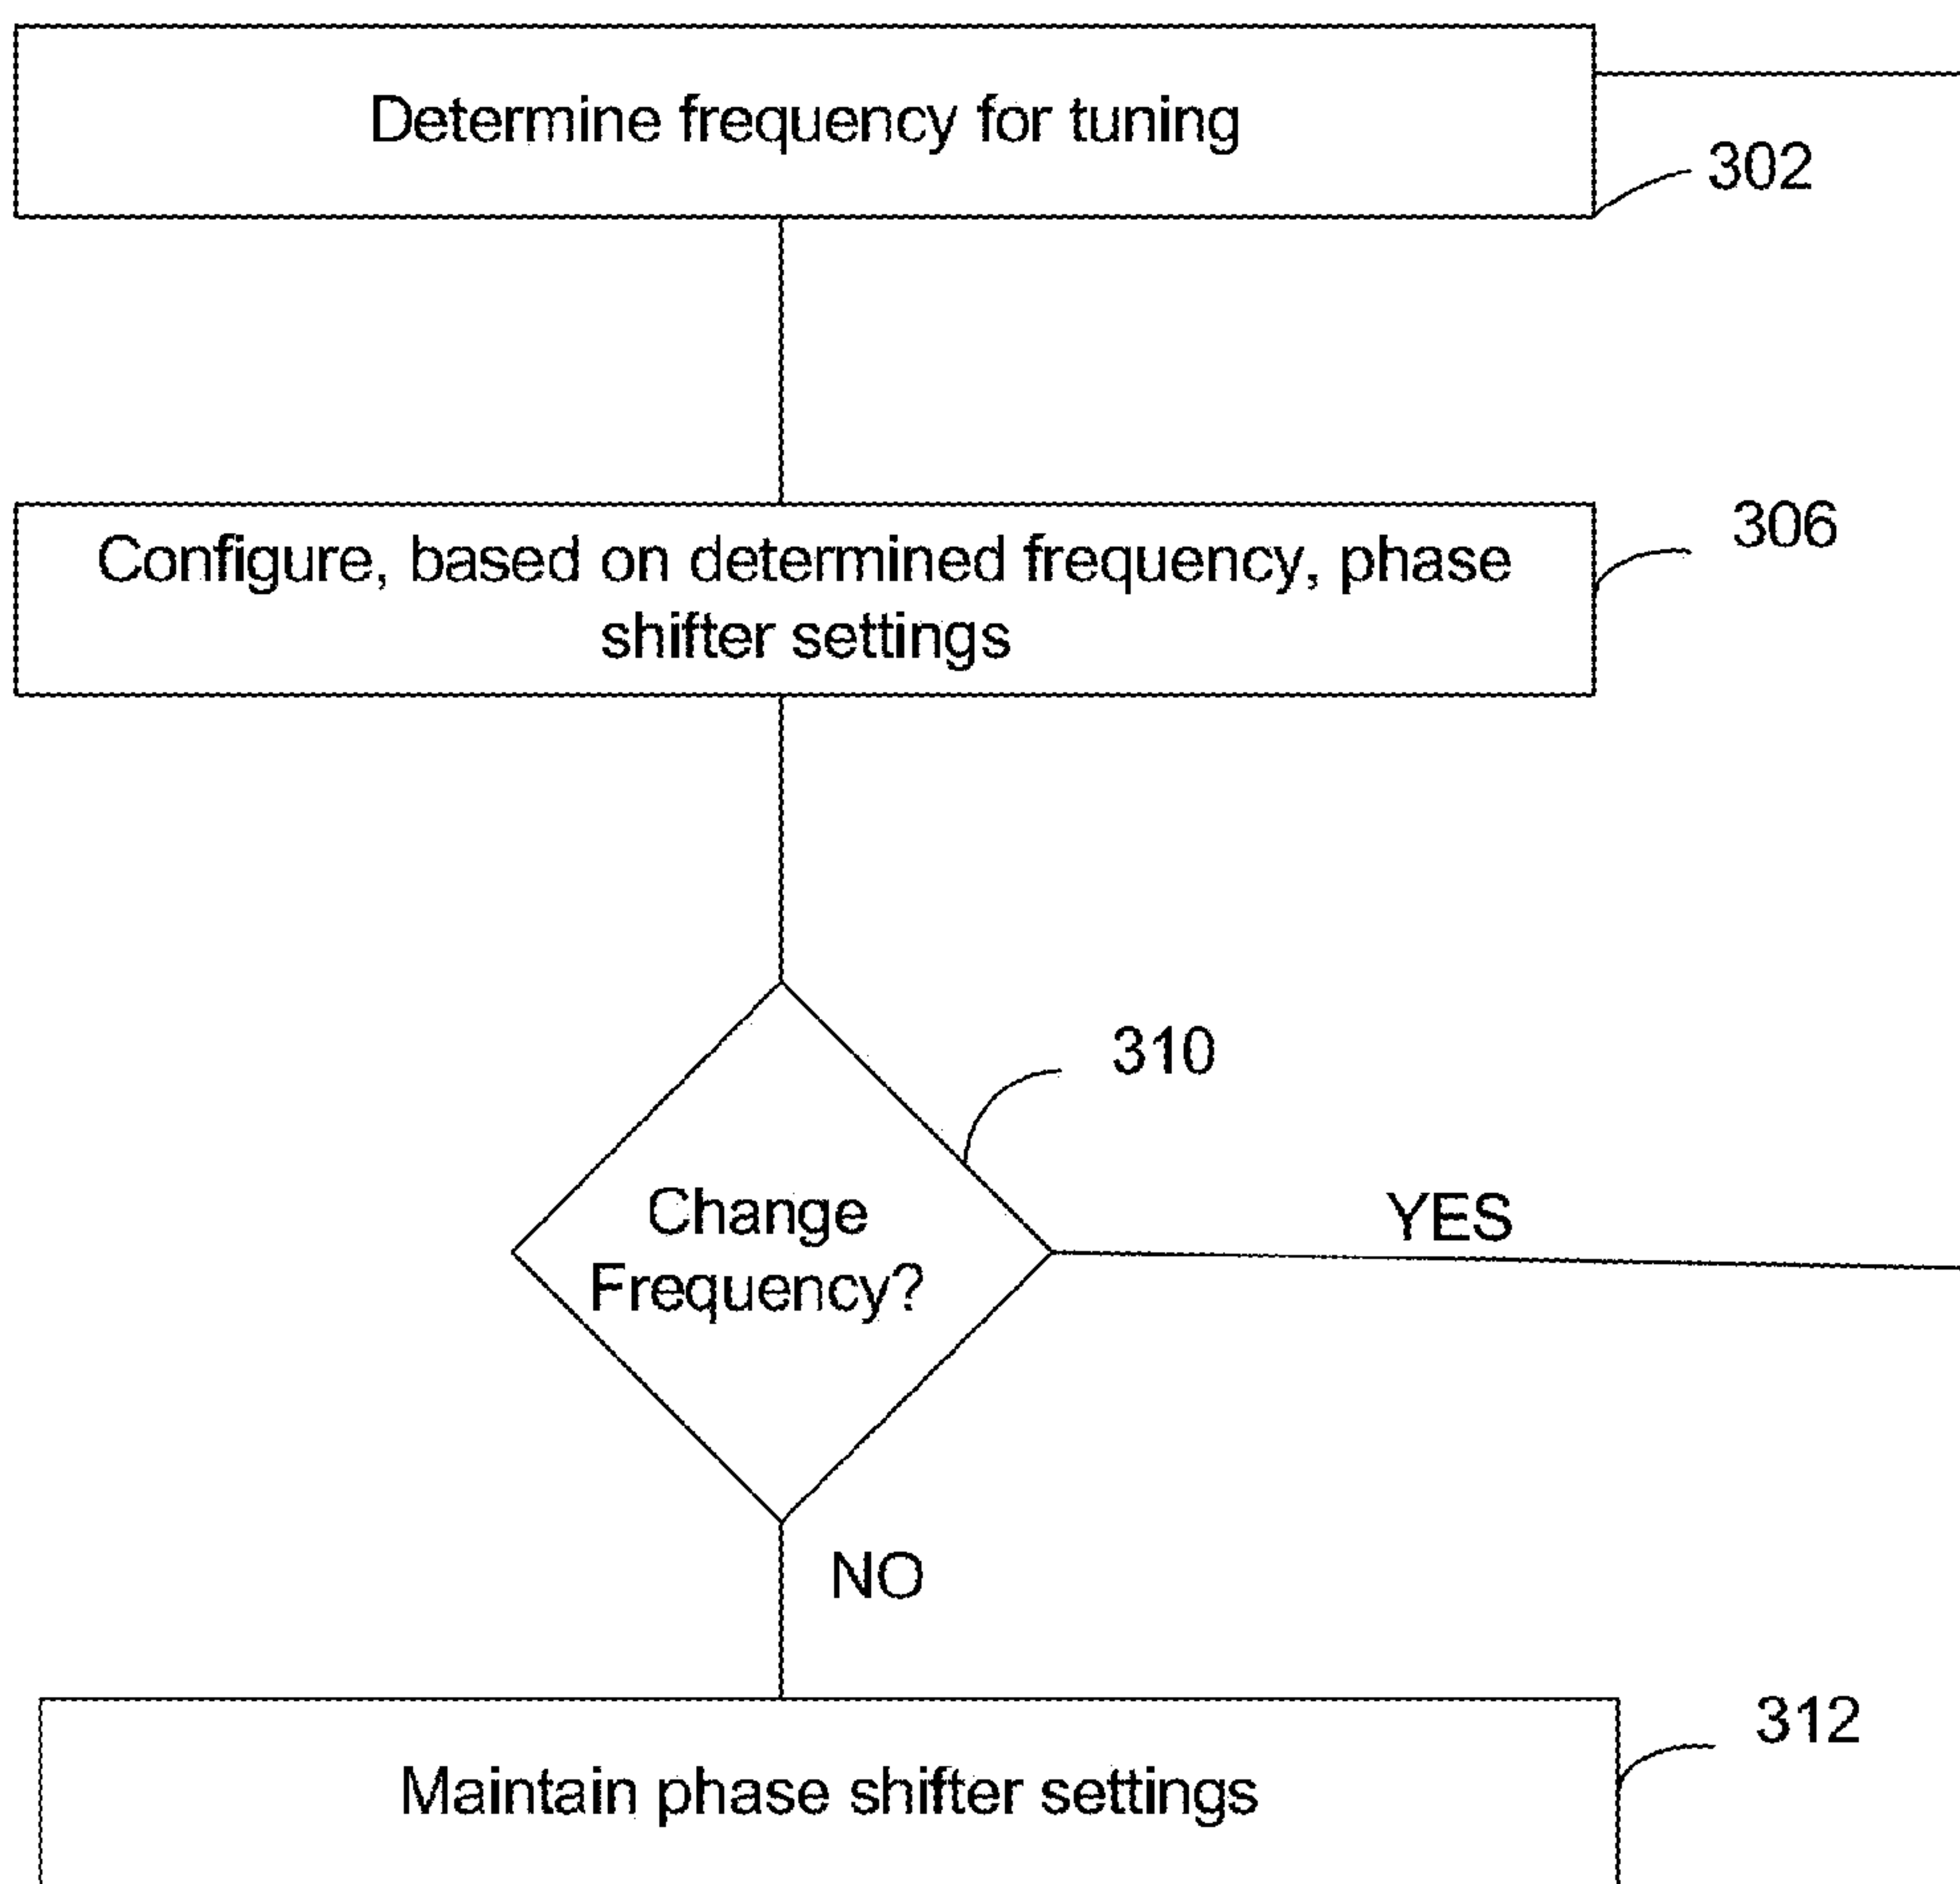 Determine frequency for tuning
302
306
Configure, based on determined frequency, phase
shifter settings
310
Change
Frequency?
YES
NO
312
Maintain phase shifter settings